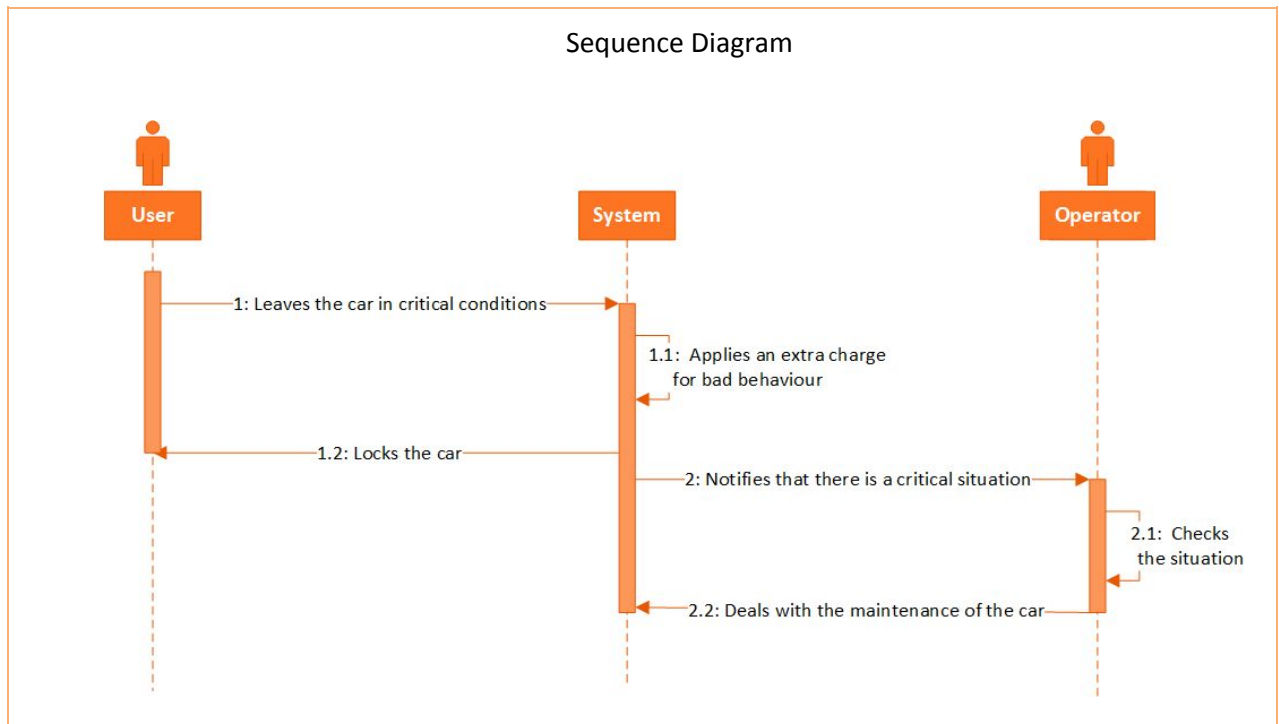 Sequence Diagram
User
System
Operator
1: Leaves the car in critical conditions
1.1: Applies an extra charge
for bad behaviour
1.2: Locks the car
2: Notifies that there is a critical situation
2.1: Checks
the situation
2.2: Deals with the maintenance of the car